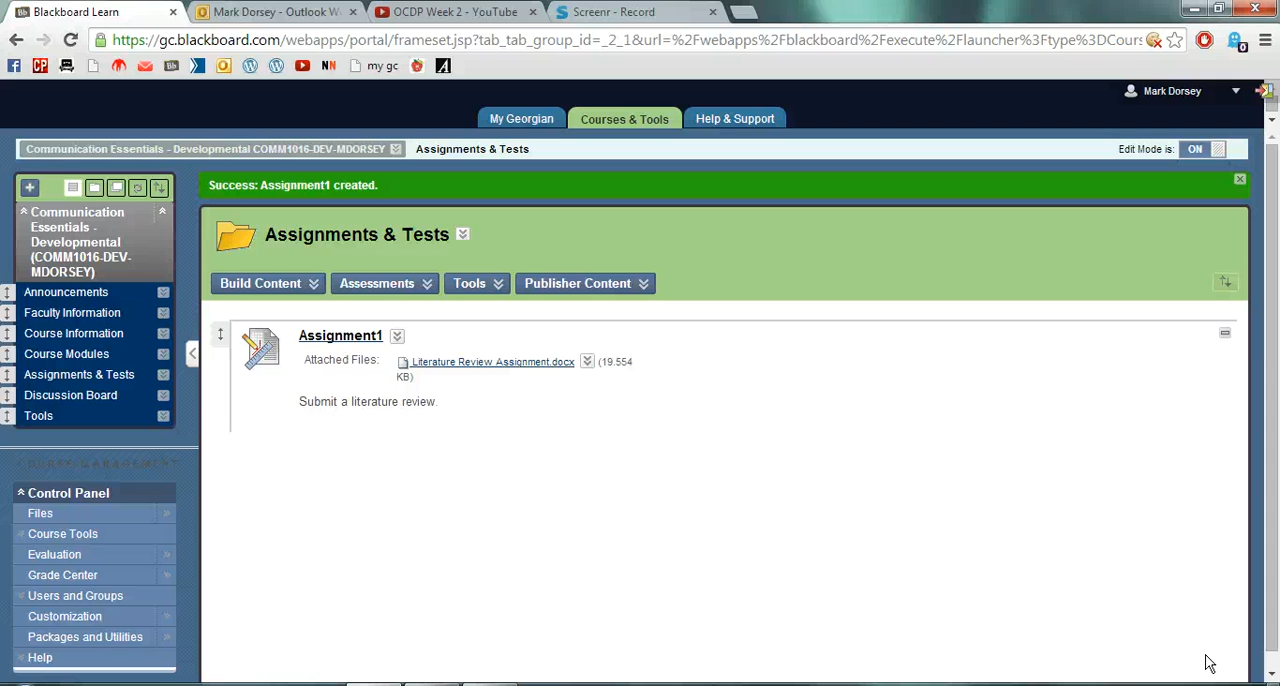 Blackboard Learn
Mark Dorsey - Outlook W
OCDP Week 2 - YouTube
Screenr - Record
https://gc.blackboard.com/webapps/portal/frameset.jsp?tab_tab_group_id=_2_1&url=%2Fwebapps%2Fblackboard%2Fexecute%2Flauncher%3Ftype%3DCours
my gc
Mark Dorsey
My Georgian
Courses & Tools
Help & Support
Communication Essentials - Developmental COMM1016-DEV-MDORSEY
Assignments & Tests
Edit Mode is:
ON
Success: Assignment1 created.
Communication
Essentials -
Developmental
(COMM1016-DEV-
MDORSEY)
Announcements
Faculty Information
Course Information
Course Modules
Assignments & Tests
Discussion Board
Tools
Assignments & Tests
Build Content
Assessments
Tools
Publisher Content
Assignment1
Attached Files:
Literature Review Assignment.docx
(19.554
KB)
Submit a literature review.
COURSE MANAGEMENT
Control Panel
Files
Course Tools
Evaluation
Grade Center
Users and Groups
Customization
Packages and Utilities
Help